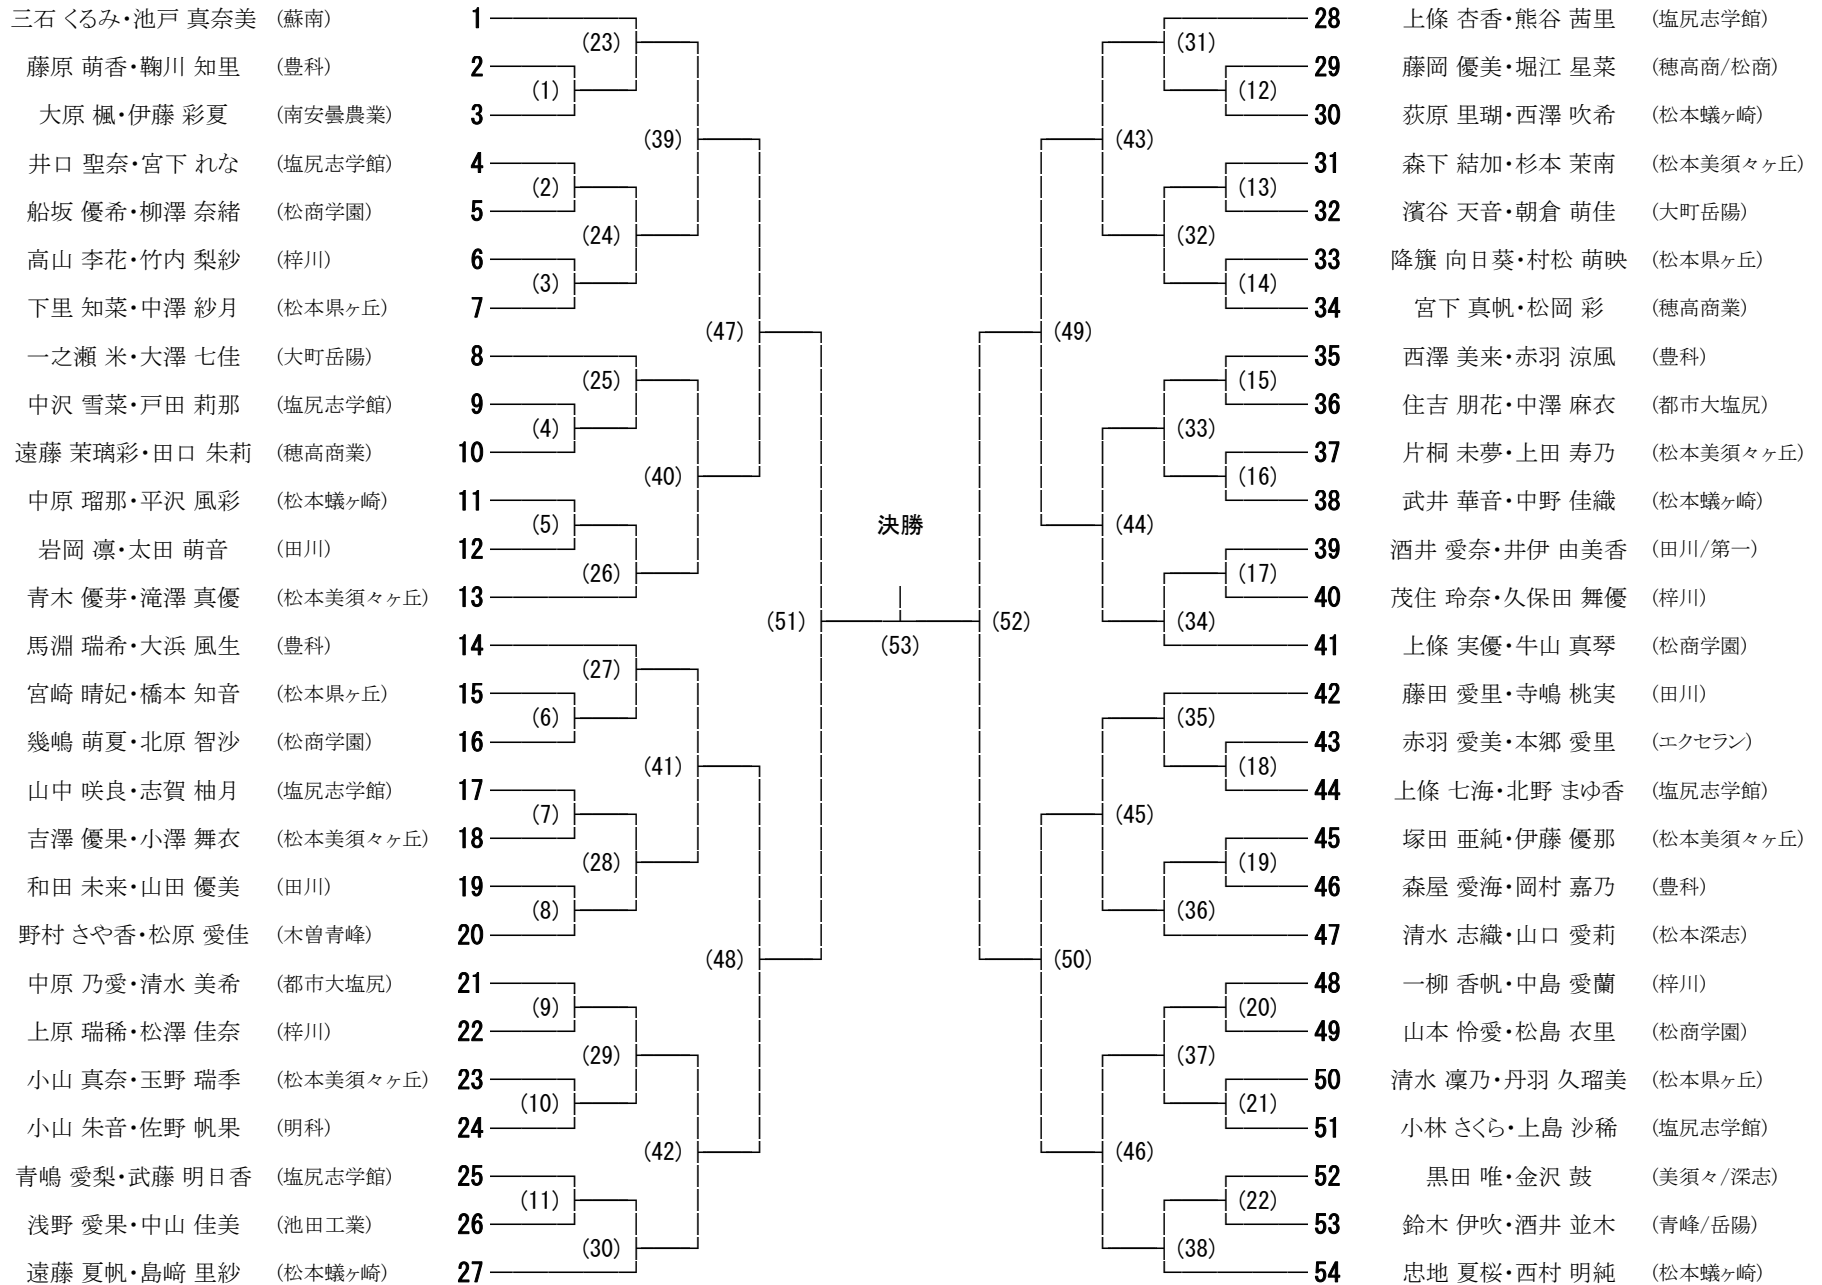 三石 くるみ・池戸 真奈美 (蘇南) 1
(23)
藤原 萌香・鞠川 知里 (豊科) 2
(1)
大原 楓・伊藤 彩夏 (南安曇農業) 3
(39)
井口 聖奈・宮下 れな (塩尻志学館) 4
(2)
船坂 優希・柳澤 奈緒 (松商学園) 5
(24)
高山 李花・竹内 梨紗 (梓川) 6
(3)
下里 知菜・中澤 紗月 (松本県ヶ丘) 7
(47)
一之瀬 米・大澤 七佳 (大町岳陽) 8
(25)
中沢 雪菜・戸田 莉那 (塩尻志学館) 9
(4)
遠藤 茉璃彩・田口 朱莉 (穂高商業) 10
(40)
中原 瑠那・平沢 風彩 (松本蟻ヶ崎) 11
(5)
岩岡 凛・太田 萌音 (田川) 12
(26)
青木 優芽・滝澤 真優 (松本美須々ヶ丘) 13
(51)
馬淵 瑞希・大浜 風生 (豊科) 14
(27)
宮崎 晴妃・橋本 知音 (松本県ヶ丘) 15
(6)
幾嶋 萌夏・北原 智沙 (松商学園) 16
(41)
山中 咲良・志賀 柚月 (塩尻志学館) 17
(7)
吉澤 優果・小澤 舞衣 (松本美須々ヶ丘) 18
(28)
和田 未来・山田 優美 (田川) 19
(8)
野村 さや香・松原 愛佳 (木曽青峰) 20
(48)
中原 乃愛・清水 美希 (都市大塩尻) 21
(9)
上原 瑞稀・松澤 佳奈 (梓川) 22
(29)
小山 真奈・玉野 瑞季 (松本美須々ヶ丘) 23
(10)
小山 朱音・佐野 帆果 (明科) 24
(42)
青嶋 愛梨・武藤 明日香 (塩尻志学館) 25
(11)
浅野 愛果・中山 佳美 (池田工業) 26
(30)
遠藤 夏帆・島﨑 里紗 (松本蟻ヶ崎) 27
決勝
(53)
28 上條 杏香・熊谷 茜里 (塩尻志学館)
(31)
29 藤岡 優美・堀江 星菜 (穂高商/松商)
(12)
30 荻原 里瑚・西澤 吹希 (松本蟻ヶ崎)
(43)
31 森下 結加・杉本 茉南 (松本美須々ヶ丘)
(13)
32 濱谷 天音・朝倉 萌佳 (大町岳陽)
(32)
33 降籏 向日葵・村松 萌映 (松本県ヶ丘)
(14)
34 宮下 真帆・松岡 彩 (穂高商業)
(49)
35 西澤 美来・赤羽 涼風 (豊科)
(15)
36 住吉 朋花・中澤 麻衣 (都市大塩尻)
(33)
37 片桐 未夢・上田 寿乃 (松本美須々ヶ丘)
(16)
38 武井 華音・中野 佳織 (松本蟻ヶ崎)
(44)
39 酒井 愛奈・井伊 由美香 (田川/第一)
(17)
40 茂住 玲奈・久保田 舞優 (梓川)
(34)
(52)
41 上條 実優・牛山 真琴 (松商学園)
42 藤田 愛里・寺嶋 桃実 (田川)
(35)
43 赤羽 愛美・本郷 愛里 (エクセラン)
(18)
44 上條 七海・北野 まゆ香 (塩尻志学館)
(45)
45 塚田 亜純・伊藤 優那 (松本美須々ヶ丘)
(19)
46 森屋 愛海・岡村 嘉乃 (豊科)
(36)
47 清水 志織・山口 愛莉 (松本深志)
(50)
48 一柳 香帆・中島 愛蘭 (梓川)
(20)
49 山本 怜愛・松島 衣里 (松商学園)
(37)
50 清水 凜乃・丹羽 久瑠美 (松本県ヶ丘)
(21)
51 小林 さくら・上島 沙稀 (塩尻志学館)
(46)
52 黒田 唯・金沢 鼓 (美須々/深志)
(22)
53 鈴木 伊吹・酒井 並木 (青峰/岳陽)
(38)
54 忠地 夏桜・西村 明純 (松本蟻ヶ崎)